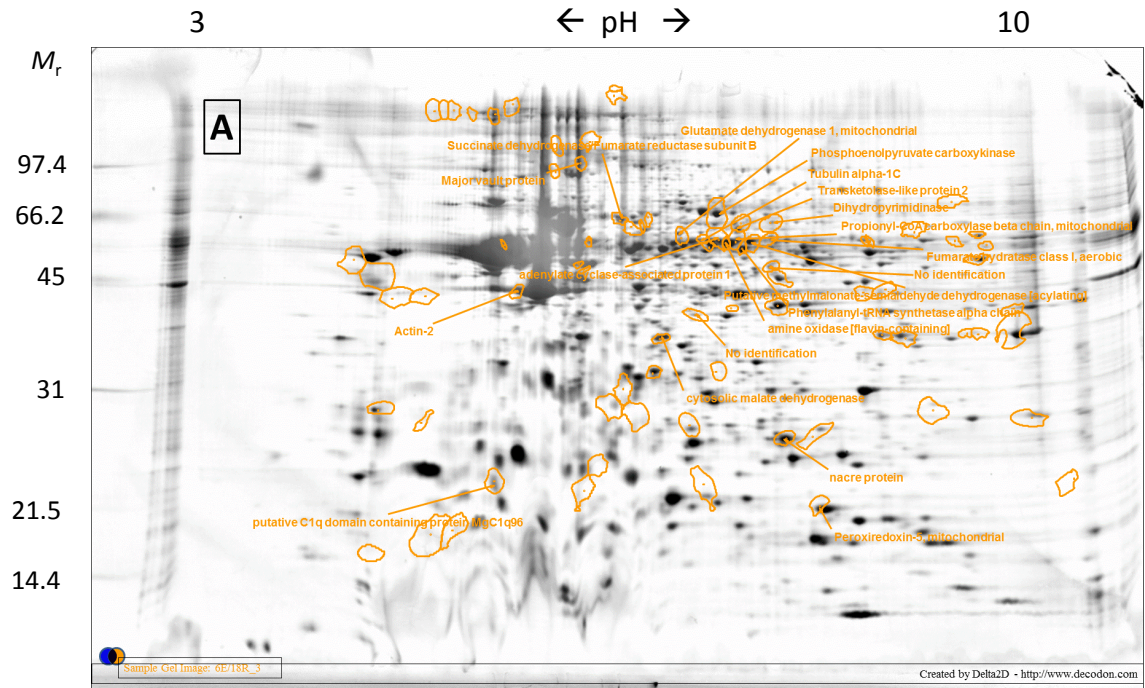 3 ← pH → 10
Mr
A
Glutamate dehydrogenase 1, mitochondrial
Succinate dehydrogenase/Fumarate reductase subunit B
Phosphoenolpyruvate carboxykinase
97.4
Tubulin alpha-1C
Major vault protein
Transketolase-like protein 2
66.2
Dihydropyrimidinase
Propionyl-CoA carboxylase beta chain, mitochondrial
Fumarate hydratase class I, aerobic
45
adenylate cyclase-associated protein 1
No identification
Putative methylmalonate-semialdehyde dehydrogenase [acylating]
Phenylalanyl-tRNA synthetase alpha chain
Actin-2
amine oxidase [flavin-containing]
No identification
31
cytosolic malate dehydrogenase
nacre protein
21.5
putative C1q domain containing protein MgC1q96
Peroxiredoxin-5, mitochondrial
14.4
Sample Gel Image: 6E/18R_3
Created by Delta2D - http://www.decodon.com